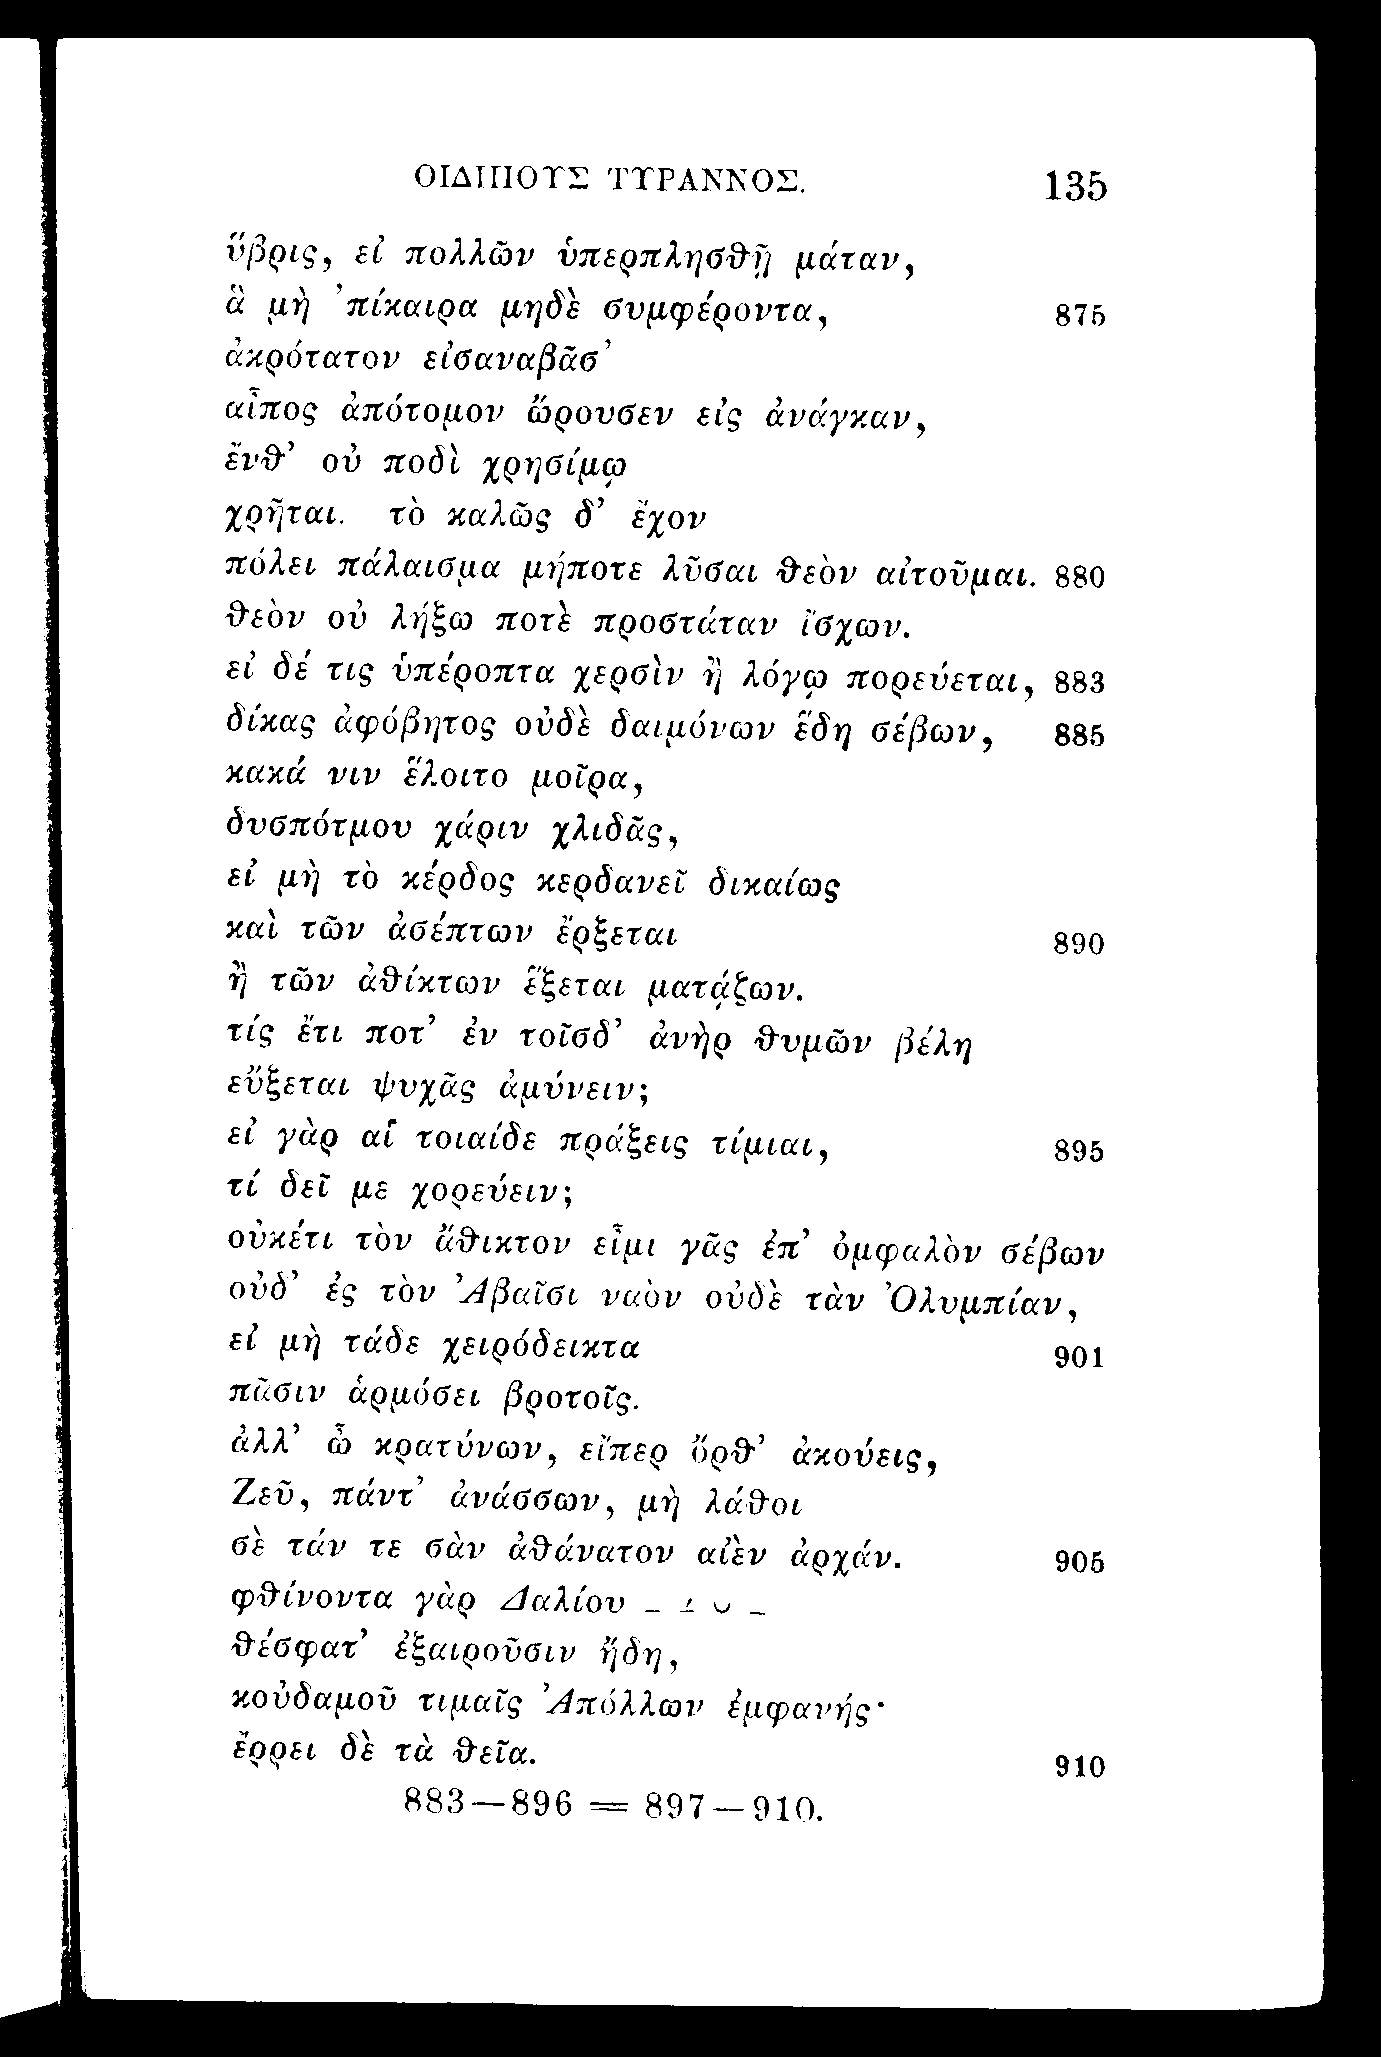 ΟΙΔΙΠΟΥΣ ΤΥΡΑΝΝΟΣ. 135
ὕβρις, εἰ πολλῶν ὑπερπλησθῇ μάταν,
ἃ μὴ ’πίκαιρα μηδὲ συμφέροντα, 875
ἀκρότατον εἰσαναβᾶσ’
αἶπος ἀπότομον ὤρουσεν εἰς ἀνάγκαν,
ἔνθ’ οὐ ποδὶ χρησίμῳ
χρῆται. τὸ καλῶς δ’ ἔχον
πόλει πάλαισμα μήποτε λῦσαι θεὸν αἰτοῦμαι. 880
θεὸν οὐ λήξω ποτὲ προστάταν ἴσχων.
εἰ δέ τις ὑπέροπτα χερσὶν ἢ λόγῳ πορεύεται, 883
δίκας ἀφόβητος οὐδὲ δαιμόνων ἕδη σέβων, 885
κακά νιν ἕλοιτο μοῖρα,
δυσπότμου χάριν χλιδᾶς,
εἰ μὴ τὸ κέρδος κερδανεῖ δικαίως
καὶ τῶν ἀσέπτων ἔρξεται 890
ἢ τῶν ἀθίκτων ἕξεται ματᾴζων.
τίς ἔτι ποτ’ ἐν τοῖσδ’ ἀνὴρ θυμῶν βέλη
εὔξεται ψυχᾶς ἀμύνειν;
εἰ γὰρ αἱ τοιαίδε πράξεις τίμιαι, 895
τί δεῖ με χορεύειν;
οὐκέτι τὸν ἄθικτον εἶμι γᾶς ἐπ’ ὀμφαλὸν σέβων
οὐδ’ ἐς τὸν Ἀβαῖσι ναὸν οὐδὲ τὰν Ὀλυμπίαν,
εἰ μὴ τάδε χειρόδεικτα 901
πᾶσιν ἁρμόσει βροτοῖς.
ἀλλ’ ὦ κρατύνων, εἴπερ ὄρθ’ ἀκούεις,
Ζεῦ, πάντ’ ἀνάσσων, μὴ λάθοι
σὲ τάν τε σὰν ἀθάνατον αἰὲν ἀρχάν. 905
φθίνοντα γὰρ Δαλίου _ ⏗ ⏑ _
θέσφατ’ ἐξαιροῦσιν ἤδη,
κοὐδαμοῦ τιμαῖς Ἀπόλλων ἐμφανής·
ἔρρει δὲ τὰ θεῖα. 910
883—896 = 897—910.